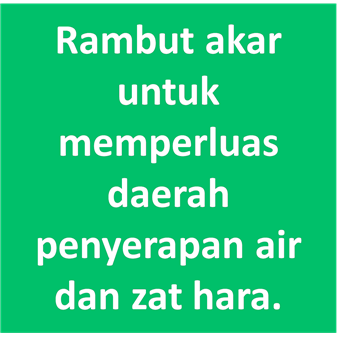 Rambut akar
untuk
memperluas
daerah
penyerapan air
dan zat hara.